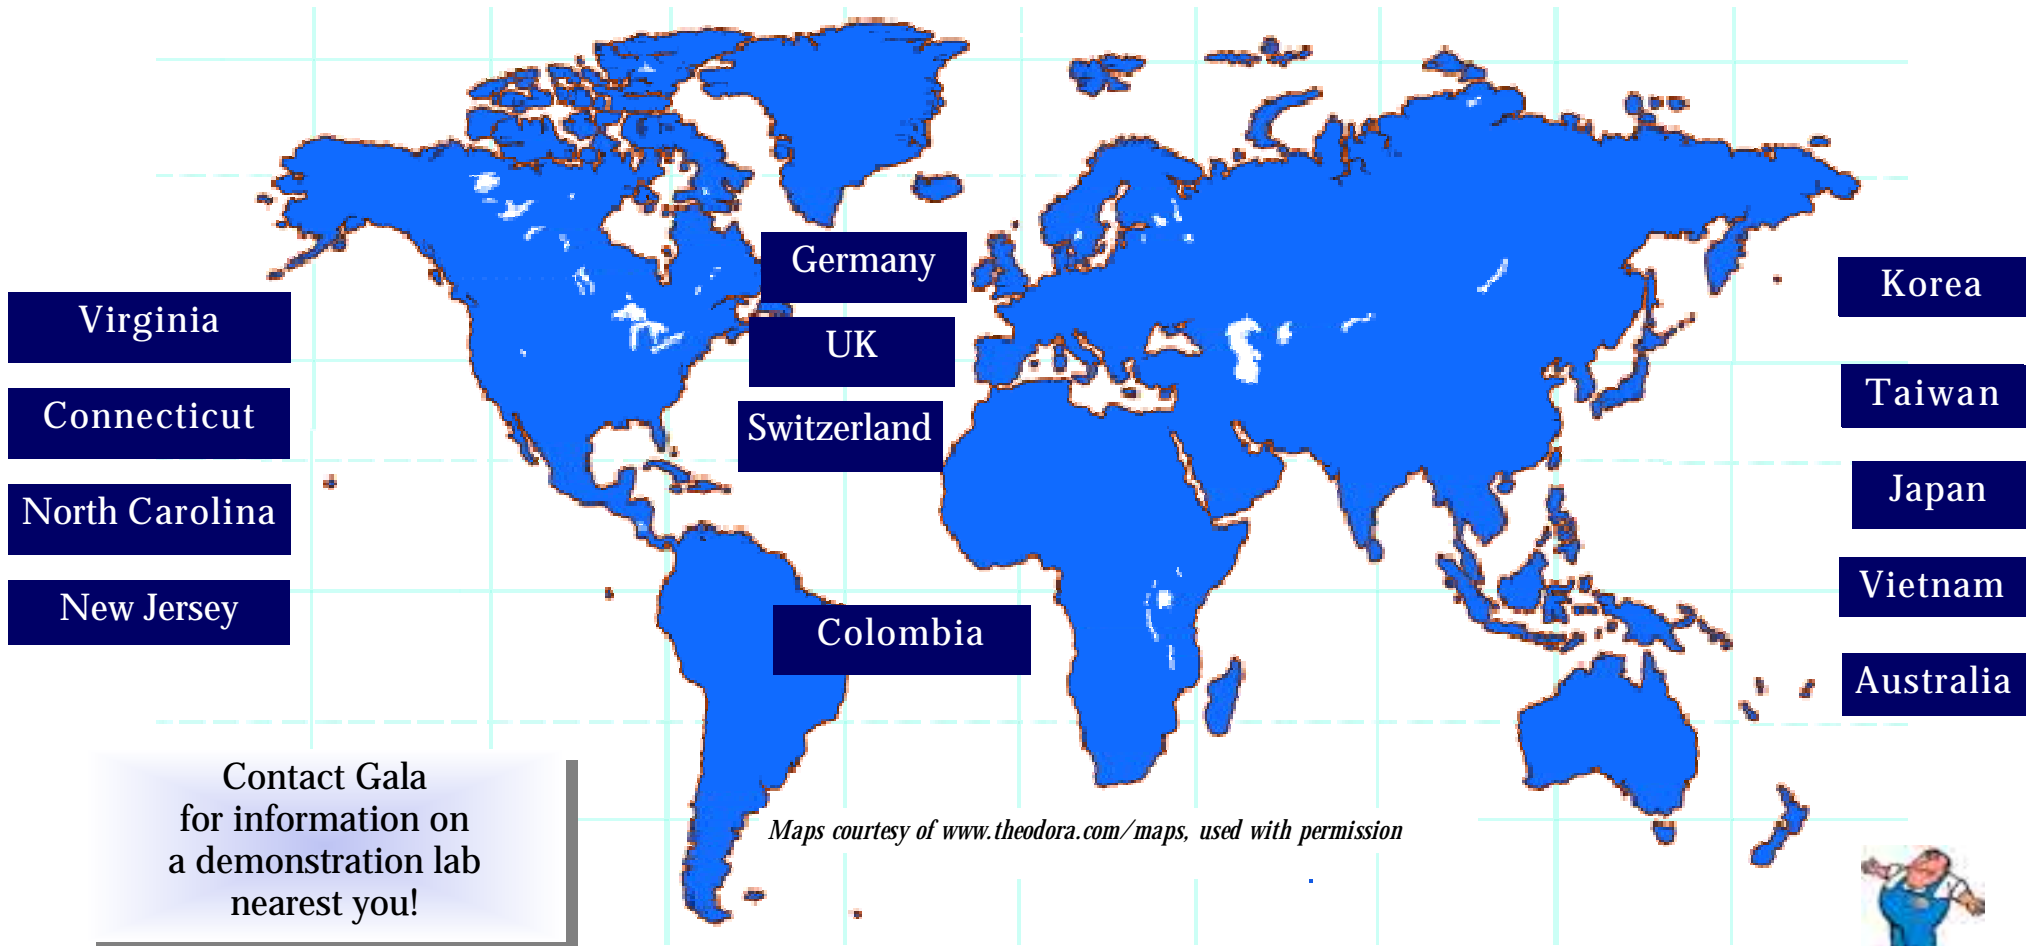 Virginia
Connecticut
North Carolina
New Jersey
Germany
UK
Switzerland
Colombia
Korea
Taiwan
Japan
Vietnam
Australia
Contact Gala
for information on
a demonstration lab
nearest you!
Maps courtesy of www.theodora.com/maps, used with permission